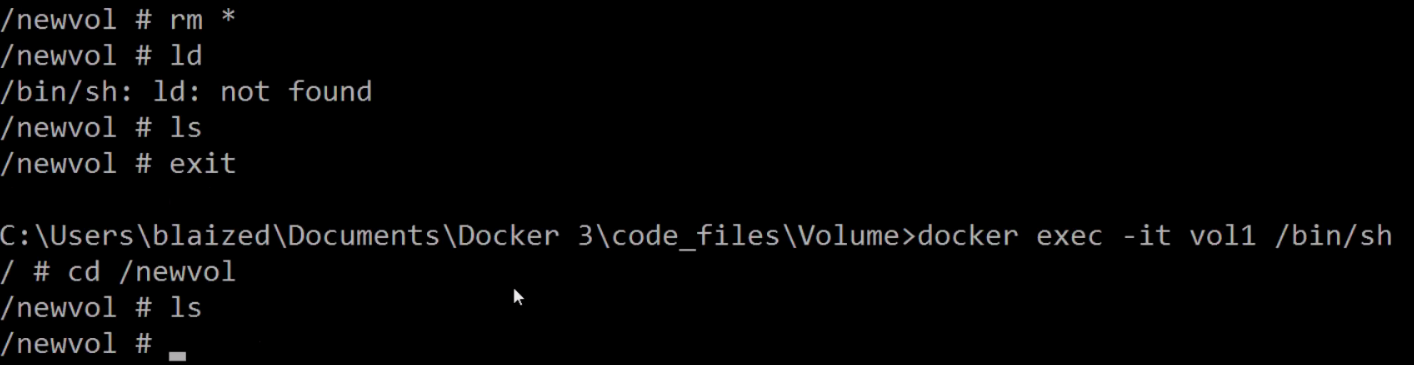 /newvol # rm *
/newvol # ld
/bin/sh: ld: not found
/newvol # ls
/newvol # exit
C:\Users\blaized\Documents\Docker 3\code_files\Volume>docker exec -it vol1 /bin/sh
/ # cd /newvol
/newvol # ls
/newvol #